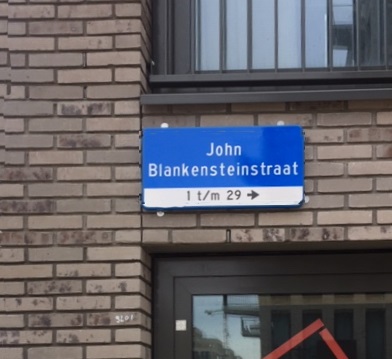 John
Blankensteinstraat
1 t/m 29 →